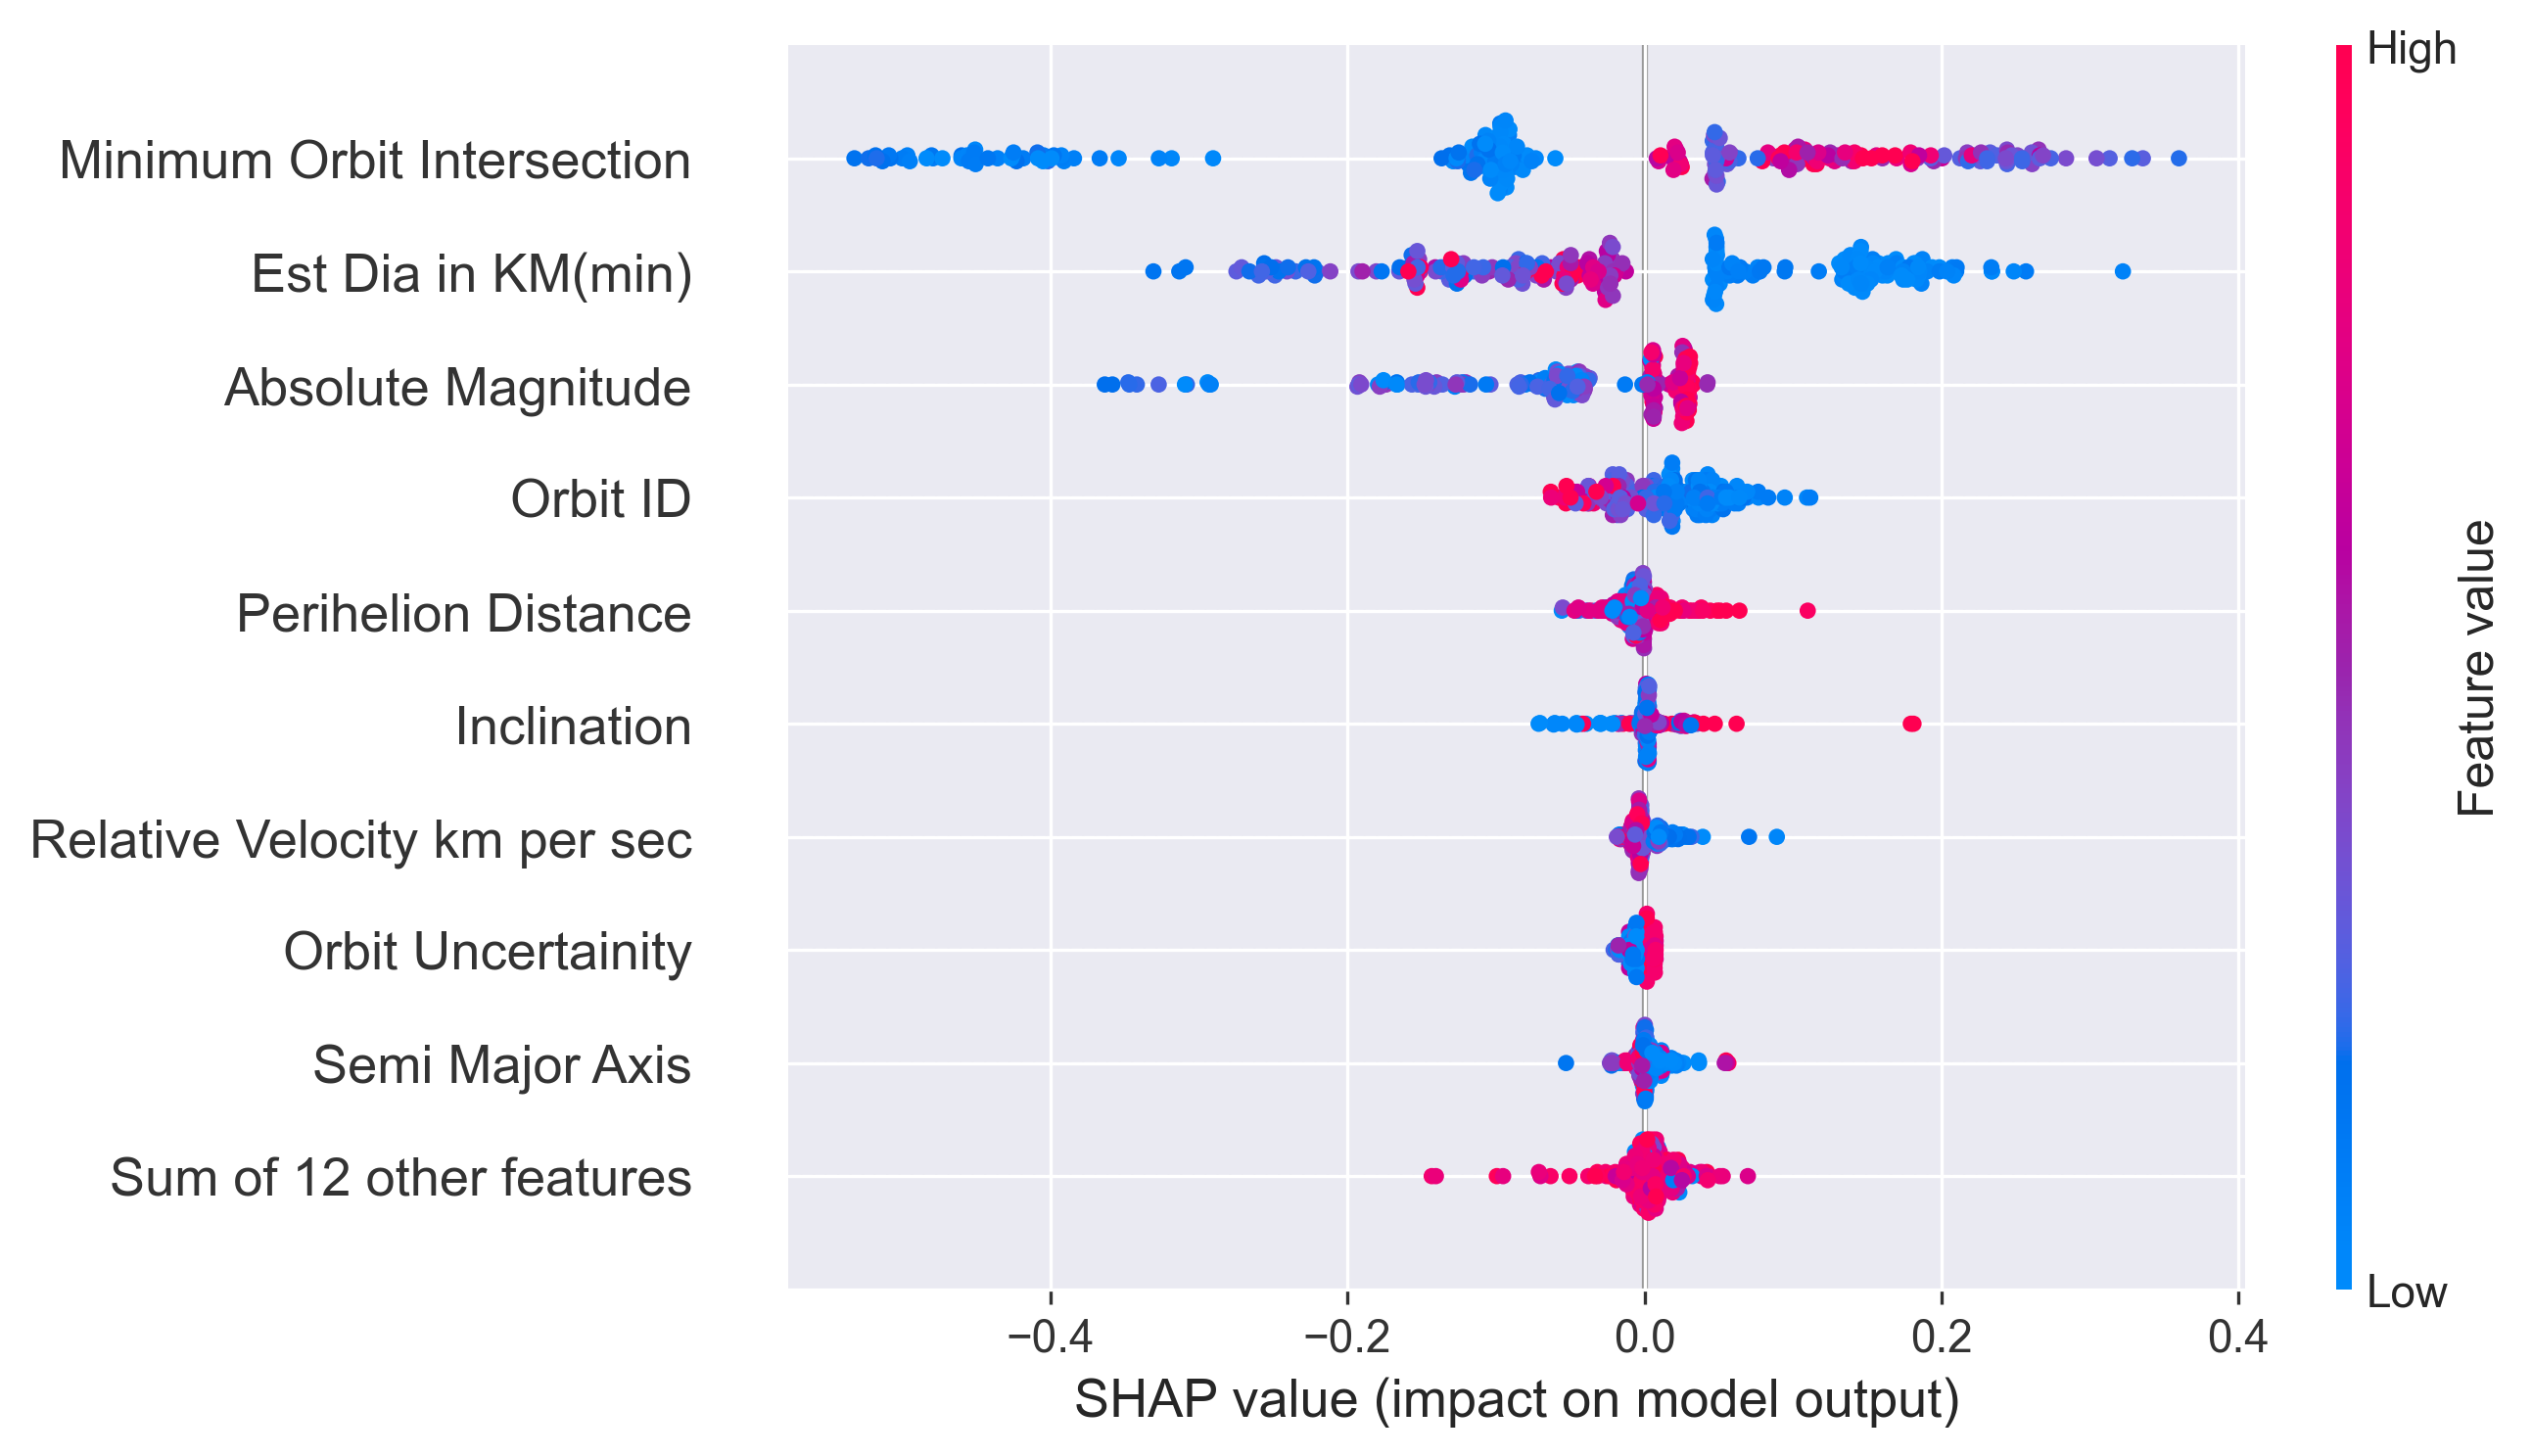 High
Minimum Orbit Intersection
Est Dia in KM(min)
Absolute Magnitude
Orbit ID
Perihelion Distance
Inclination
Relative Velocity km per sec
Orbit Uncertainity
Semi Major Axis
Sum of 12 other features
Feature value
Low
−0.4 −0.2 0.0 0.2 0.4
SHAP value (impact on model output)